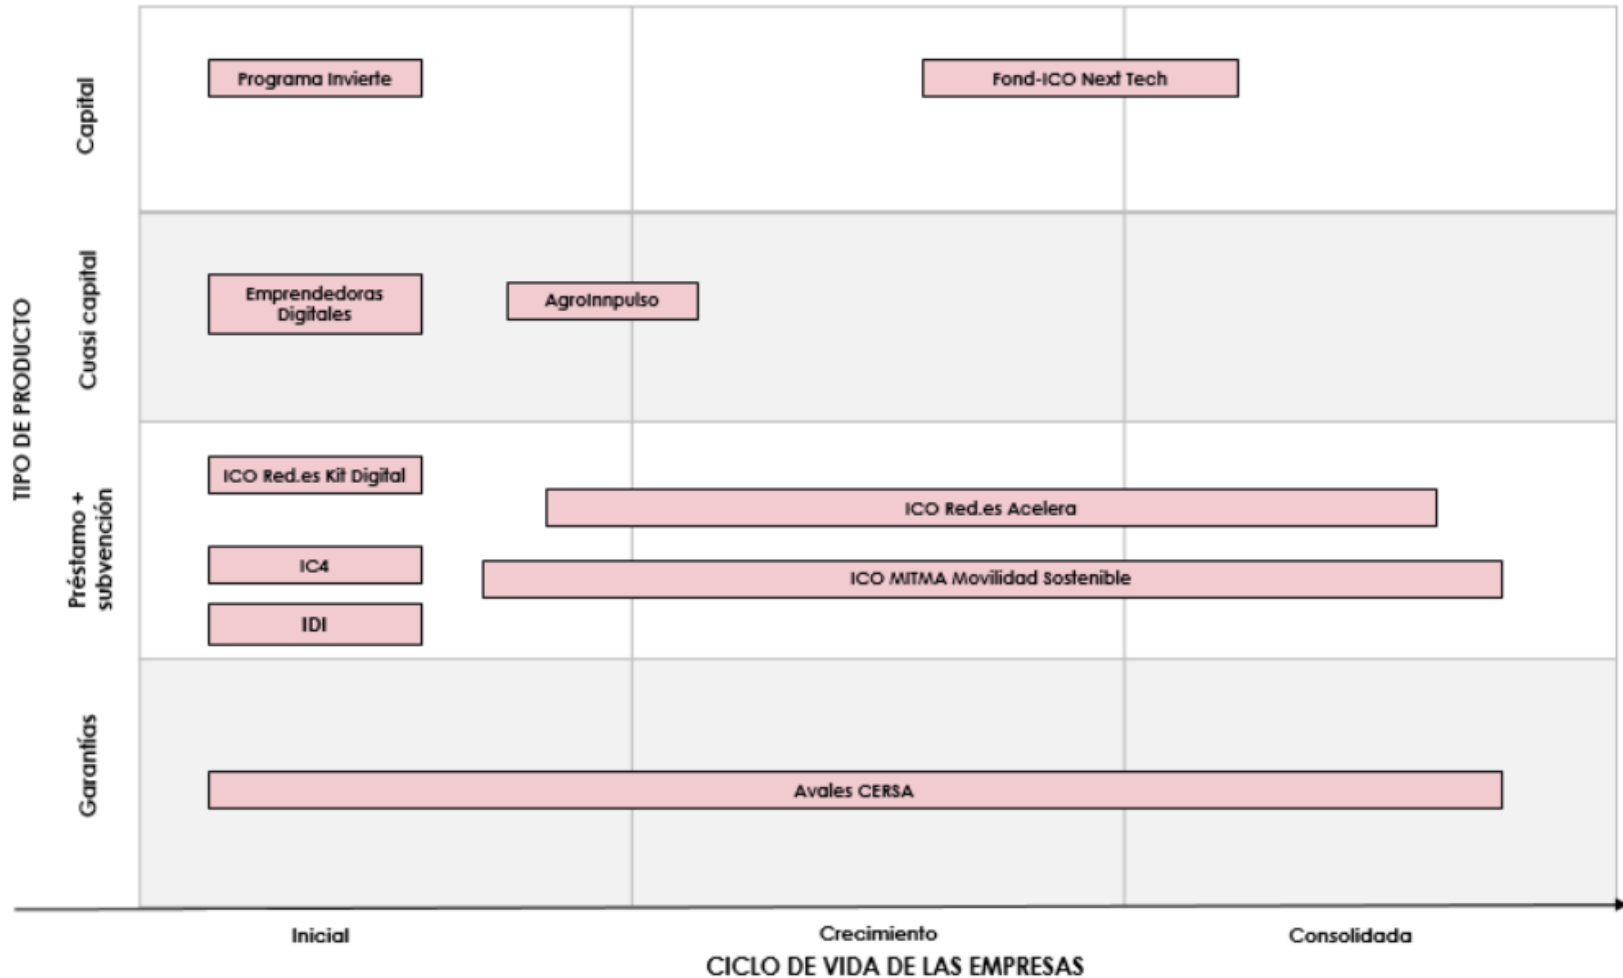 TIPO DE PRODUCTO
Capital
Programa Invierte
Fond-ICO Next Tech
Cuasi capital
Emprendedoras
Digitales
AgroInnpulso
Préstamo +
subvención
ICO Red.es Kit Digital
ICO Red.es Acelera
IC4
ICO MITMA Movilidad Sostenible
IDI
Garantías
Avales CERSA
Inicial
Crecimiento
Consolidada
CICLO DE VIDA DE LAS EMPRESAS